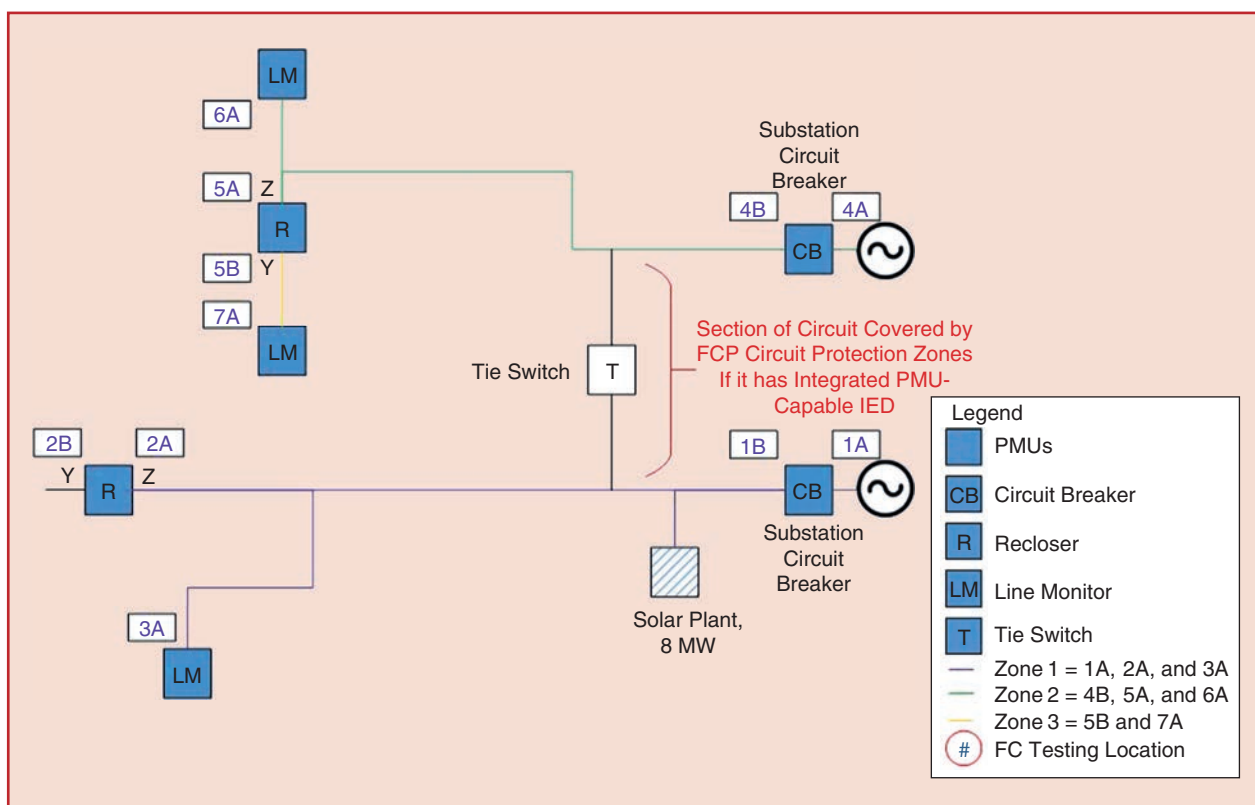 LM
6A
5A Z
R
5B Y
7A
LM
Substation
Circuit
Breaker
4B 4A
CB
Tie Switch
T
Section of Circuit Covered by
FCP Circuit Protection Zones
If it has Integrated PMU-
Capable IED
2B 2A
Y Z
R
1B 1A
CB
Substation
Circuit
Breaker
Solar Plant,
8 MW
3A
LM
Legend
PMUs
CB Circuit Breaker
R Recloser
LM Line Monitor
T Tie Switch
Zone 1 = 1A, 2A, and 3A
Zone 2 = 4B, 5A, and 6A
Zone 3 = 5B and 7A
# FC Testing Location